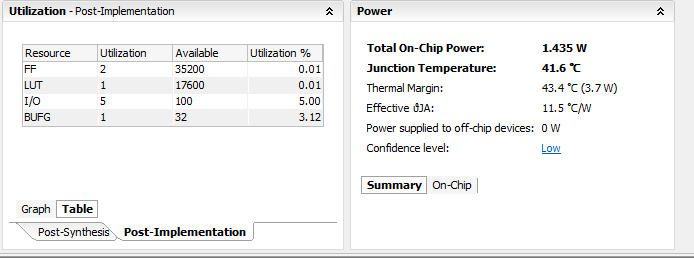 Utilization - Post-Implementation
Resource Utilization Available Utilization %
FF 2 35200 0.01
LUT 1 17600 0.01
I/O 5 100 5.00
BUFG 1 32 3.12
Graph Table
Post-Synthesis Post-Implementation
Power
Total On-Chip Power: 1.435 W
Junction Temperature: 41.6 °C
Thermal Margin: 43.4 °C (3.7 W)
Effective ϑJA: 11.5 °C/W
Power supplied to off-chip devices: 0 W
Confidence level: Low
Summary On-Chip